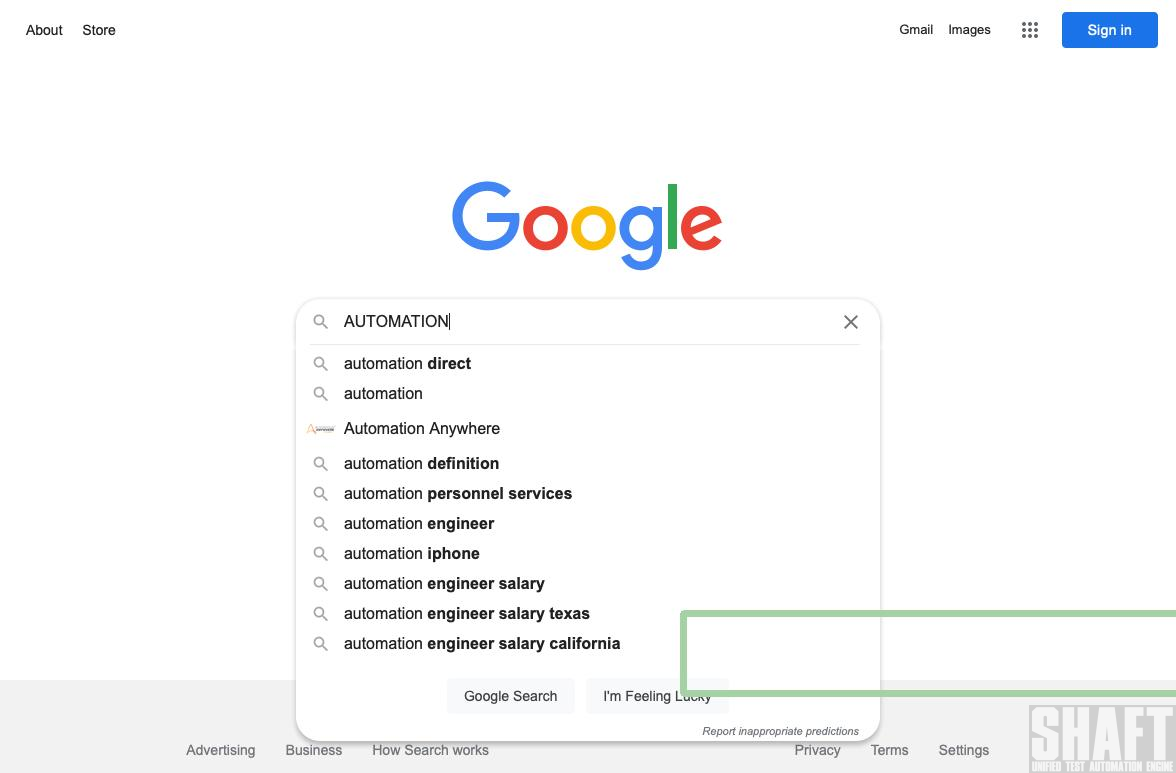 About Store Gmail Images Sign in
Google
AUTOMATION
automation direct
automation
Automation Anywhere
automation definition
automation personnel services
automation engineer
automation iphone
automation engineer salary
automation engineer salary texas
automation engineer salary california
Google Search I'm Feeling Lucky
Report inappropriate predictions
Advertising Business How Search works Privacy Terms Settings
SHAFT
UNIFIED TEST AUTOMATION ENGINE